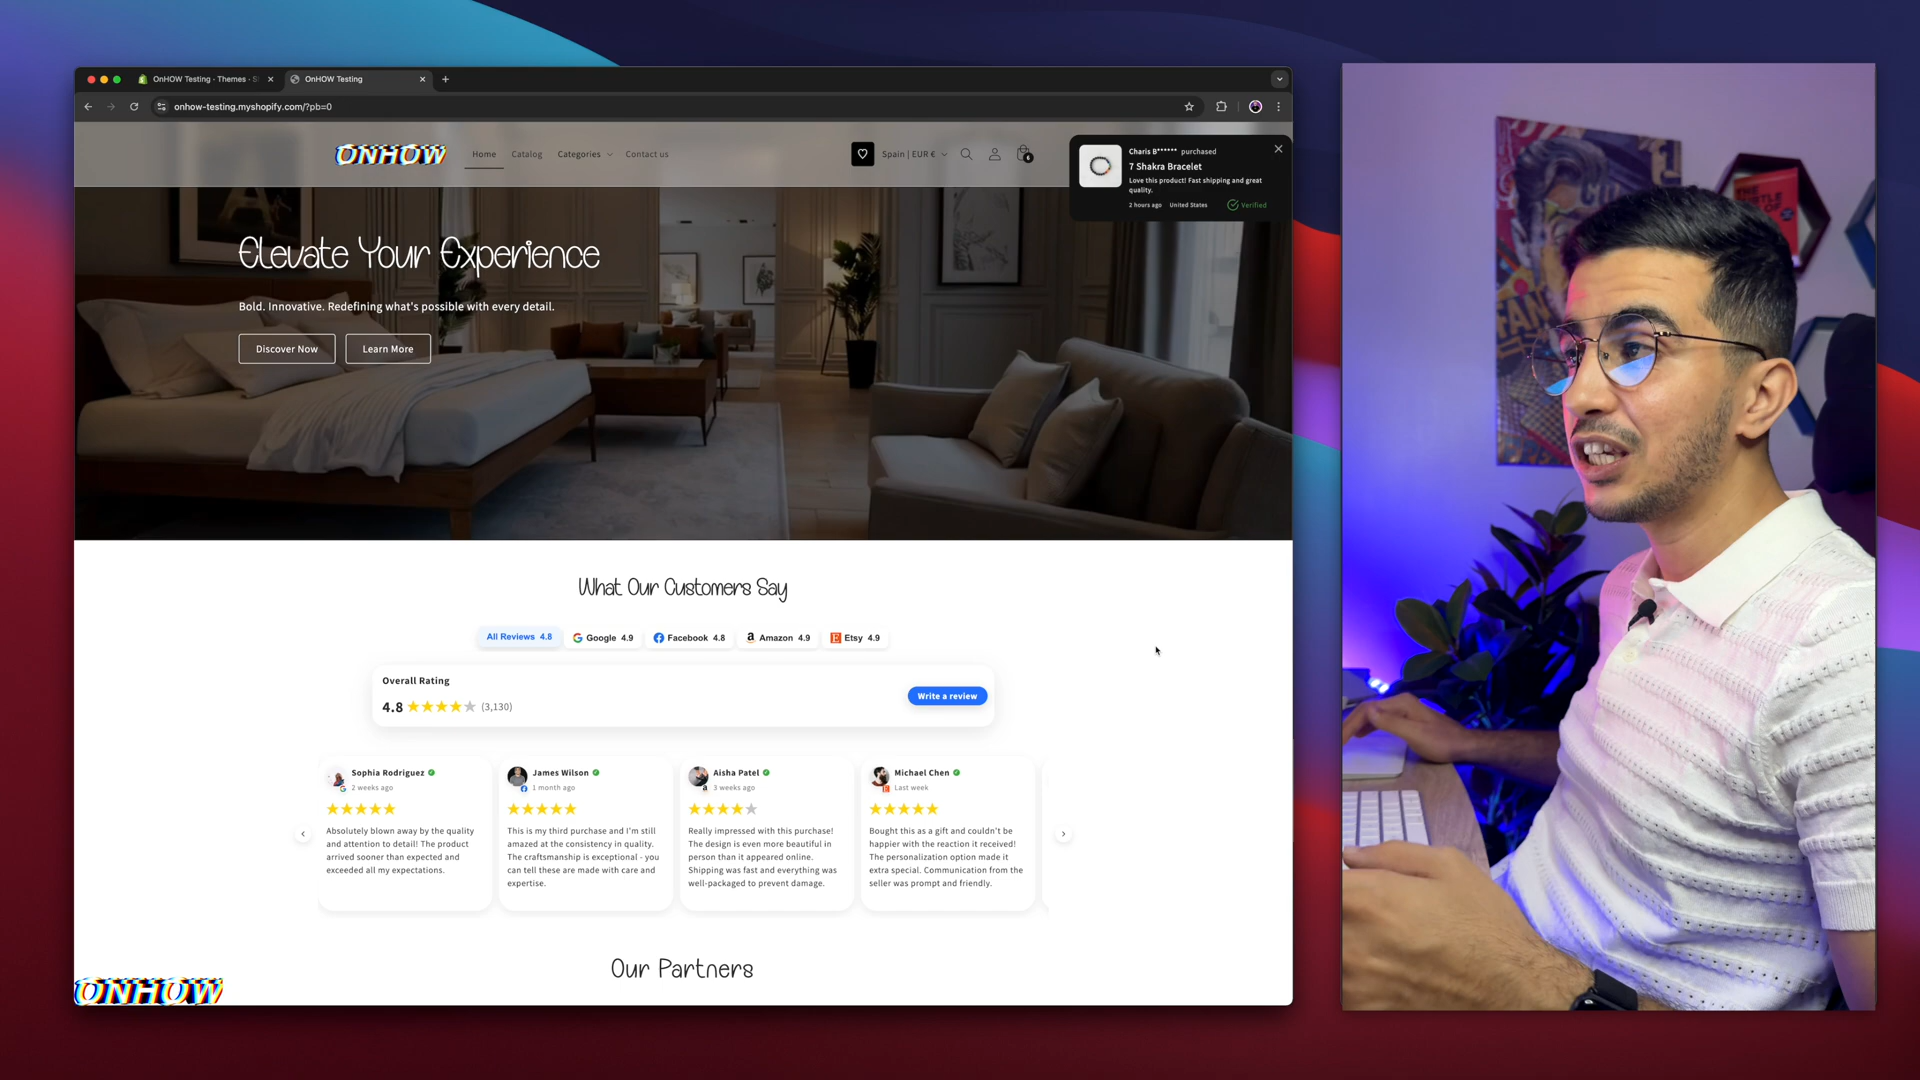 OnHOW Testing · Themes · S
OnHOW Testing
onhow-testing.myshopify.com/?pb=0
ONHOW
Home
Catalog
Categories
Contact us
Spain | EUR €
6
Charis B****** purchased
7 Shakra Bracelet
Love this product! Fast shipping and great
quality.
2 hours ago
United States
Verified
Elevate Your Experience
Bold. Innovative. Redefining what's possible with every detail.
Discover Now
Learn More
What Our Customers Say
All Reviews 4.8
Google 4.9
Facebook 4.8
Amazon 4.9
Etsy 4.9
Overall Rating
4.8 (3,130)
Write a review
Sophia Rodriguez
2 weeks ago
Absolutely blown away by the quality
and attention to detail! The product
arrived sooner than expected and
exceeded all my expectations.
James Wilson
1 month ago
This is my third purchase and I'm still
amazed at the consistency in quality.
The craftsmanship is exceptional - you
can tell these are made with care and
expertise.
Aisha Patel
3 weeks ago
Really impressed with this purchase!
The design is even more beautiful in
person than it appeared online.
Shipping was fast and everything was
well-packaged to prevent damage.
Michael Chen
Last week
Bought this as a gift and couldn't be
happier with the reaction it received!
The personalization option made it
extra special. Communication from the
seller was prompt and friendly.
Our Partners
ONHOW
THE
OF
FAN